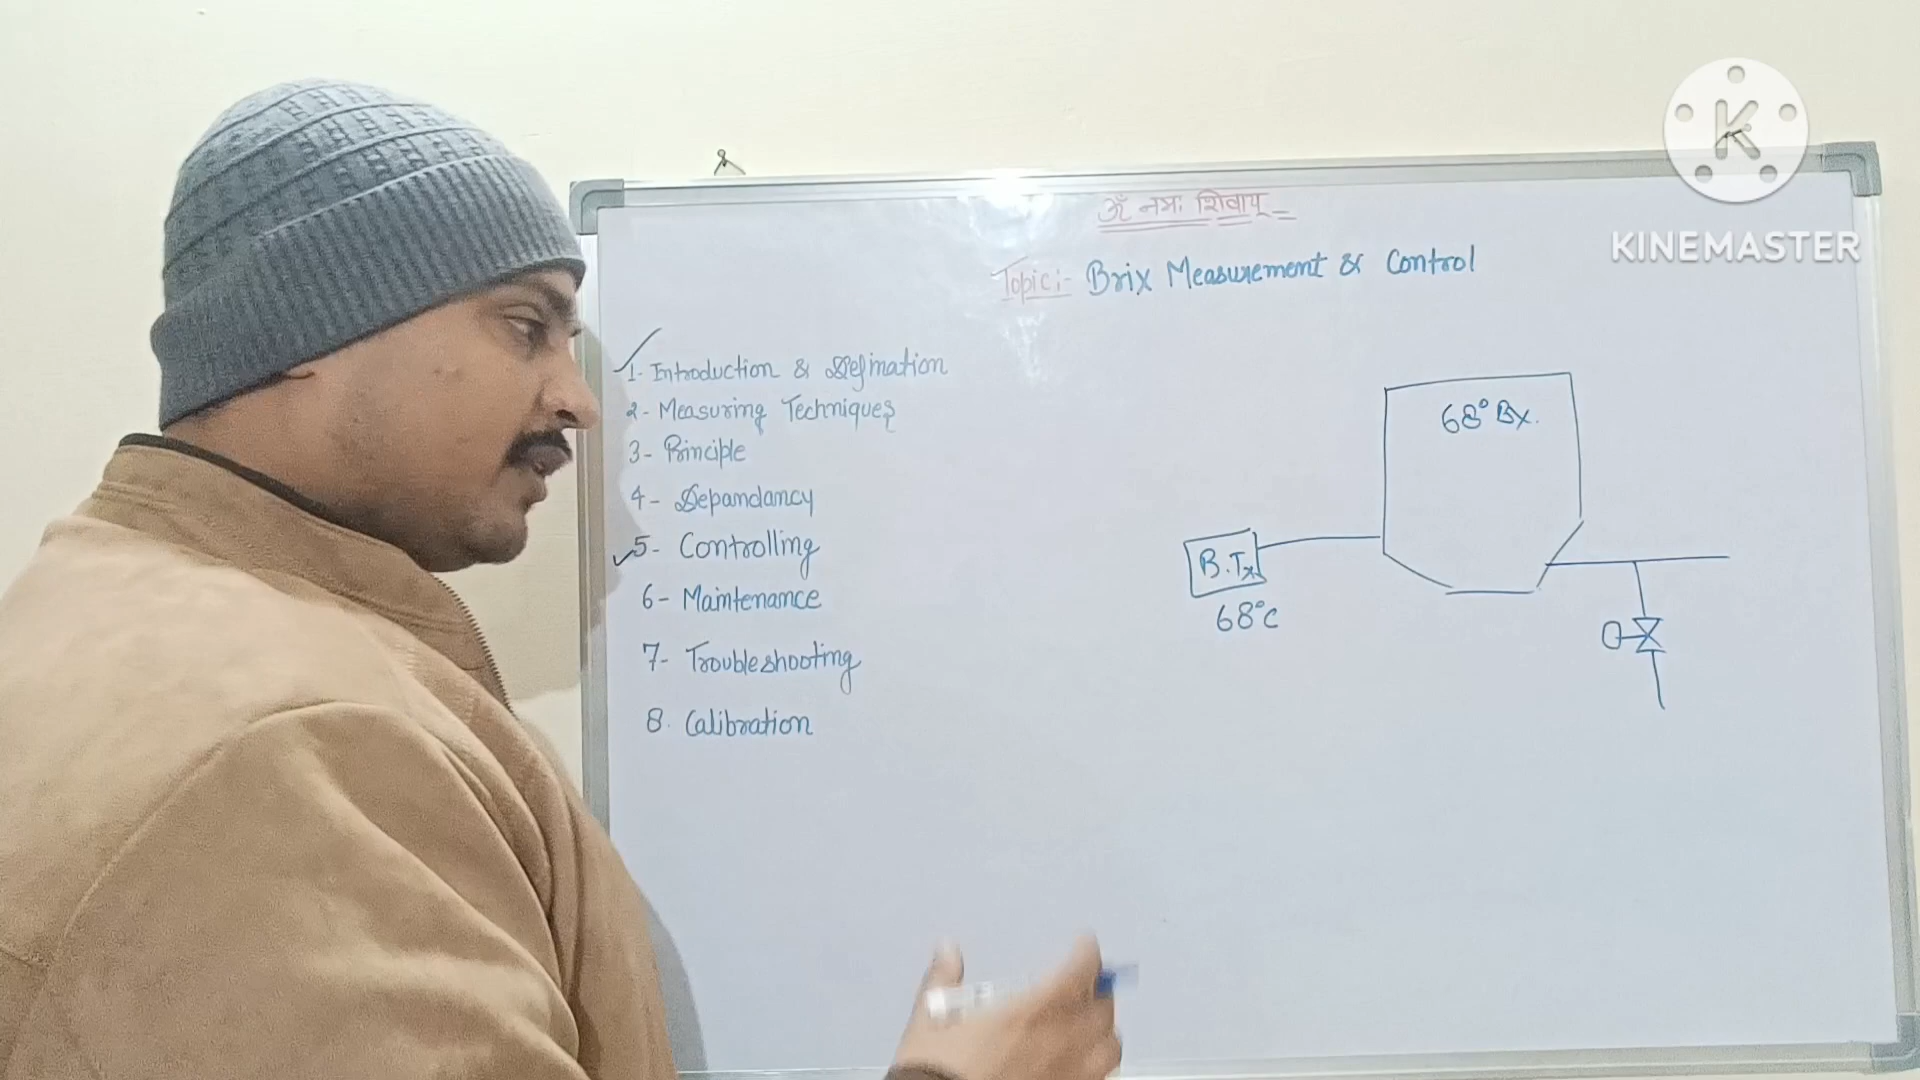 K
KINEMASTER
ॐ नमः शिवाय
Topic:- Brix Measurement & Control
1- Introduction & Defination
2- Measuring Techniques
3- Principle
4- Depandancy
5- Controlling
6- Maintenance
7- Troubleshooting
8. Calibration
68° Bx.
B.Tx
68°C